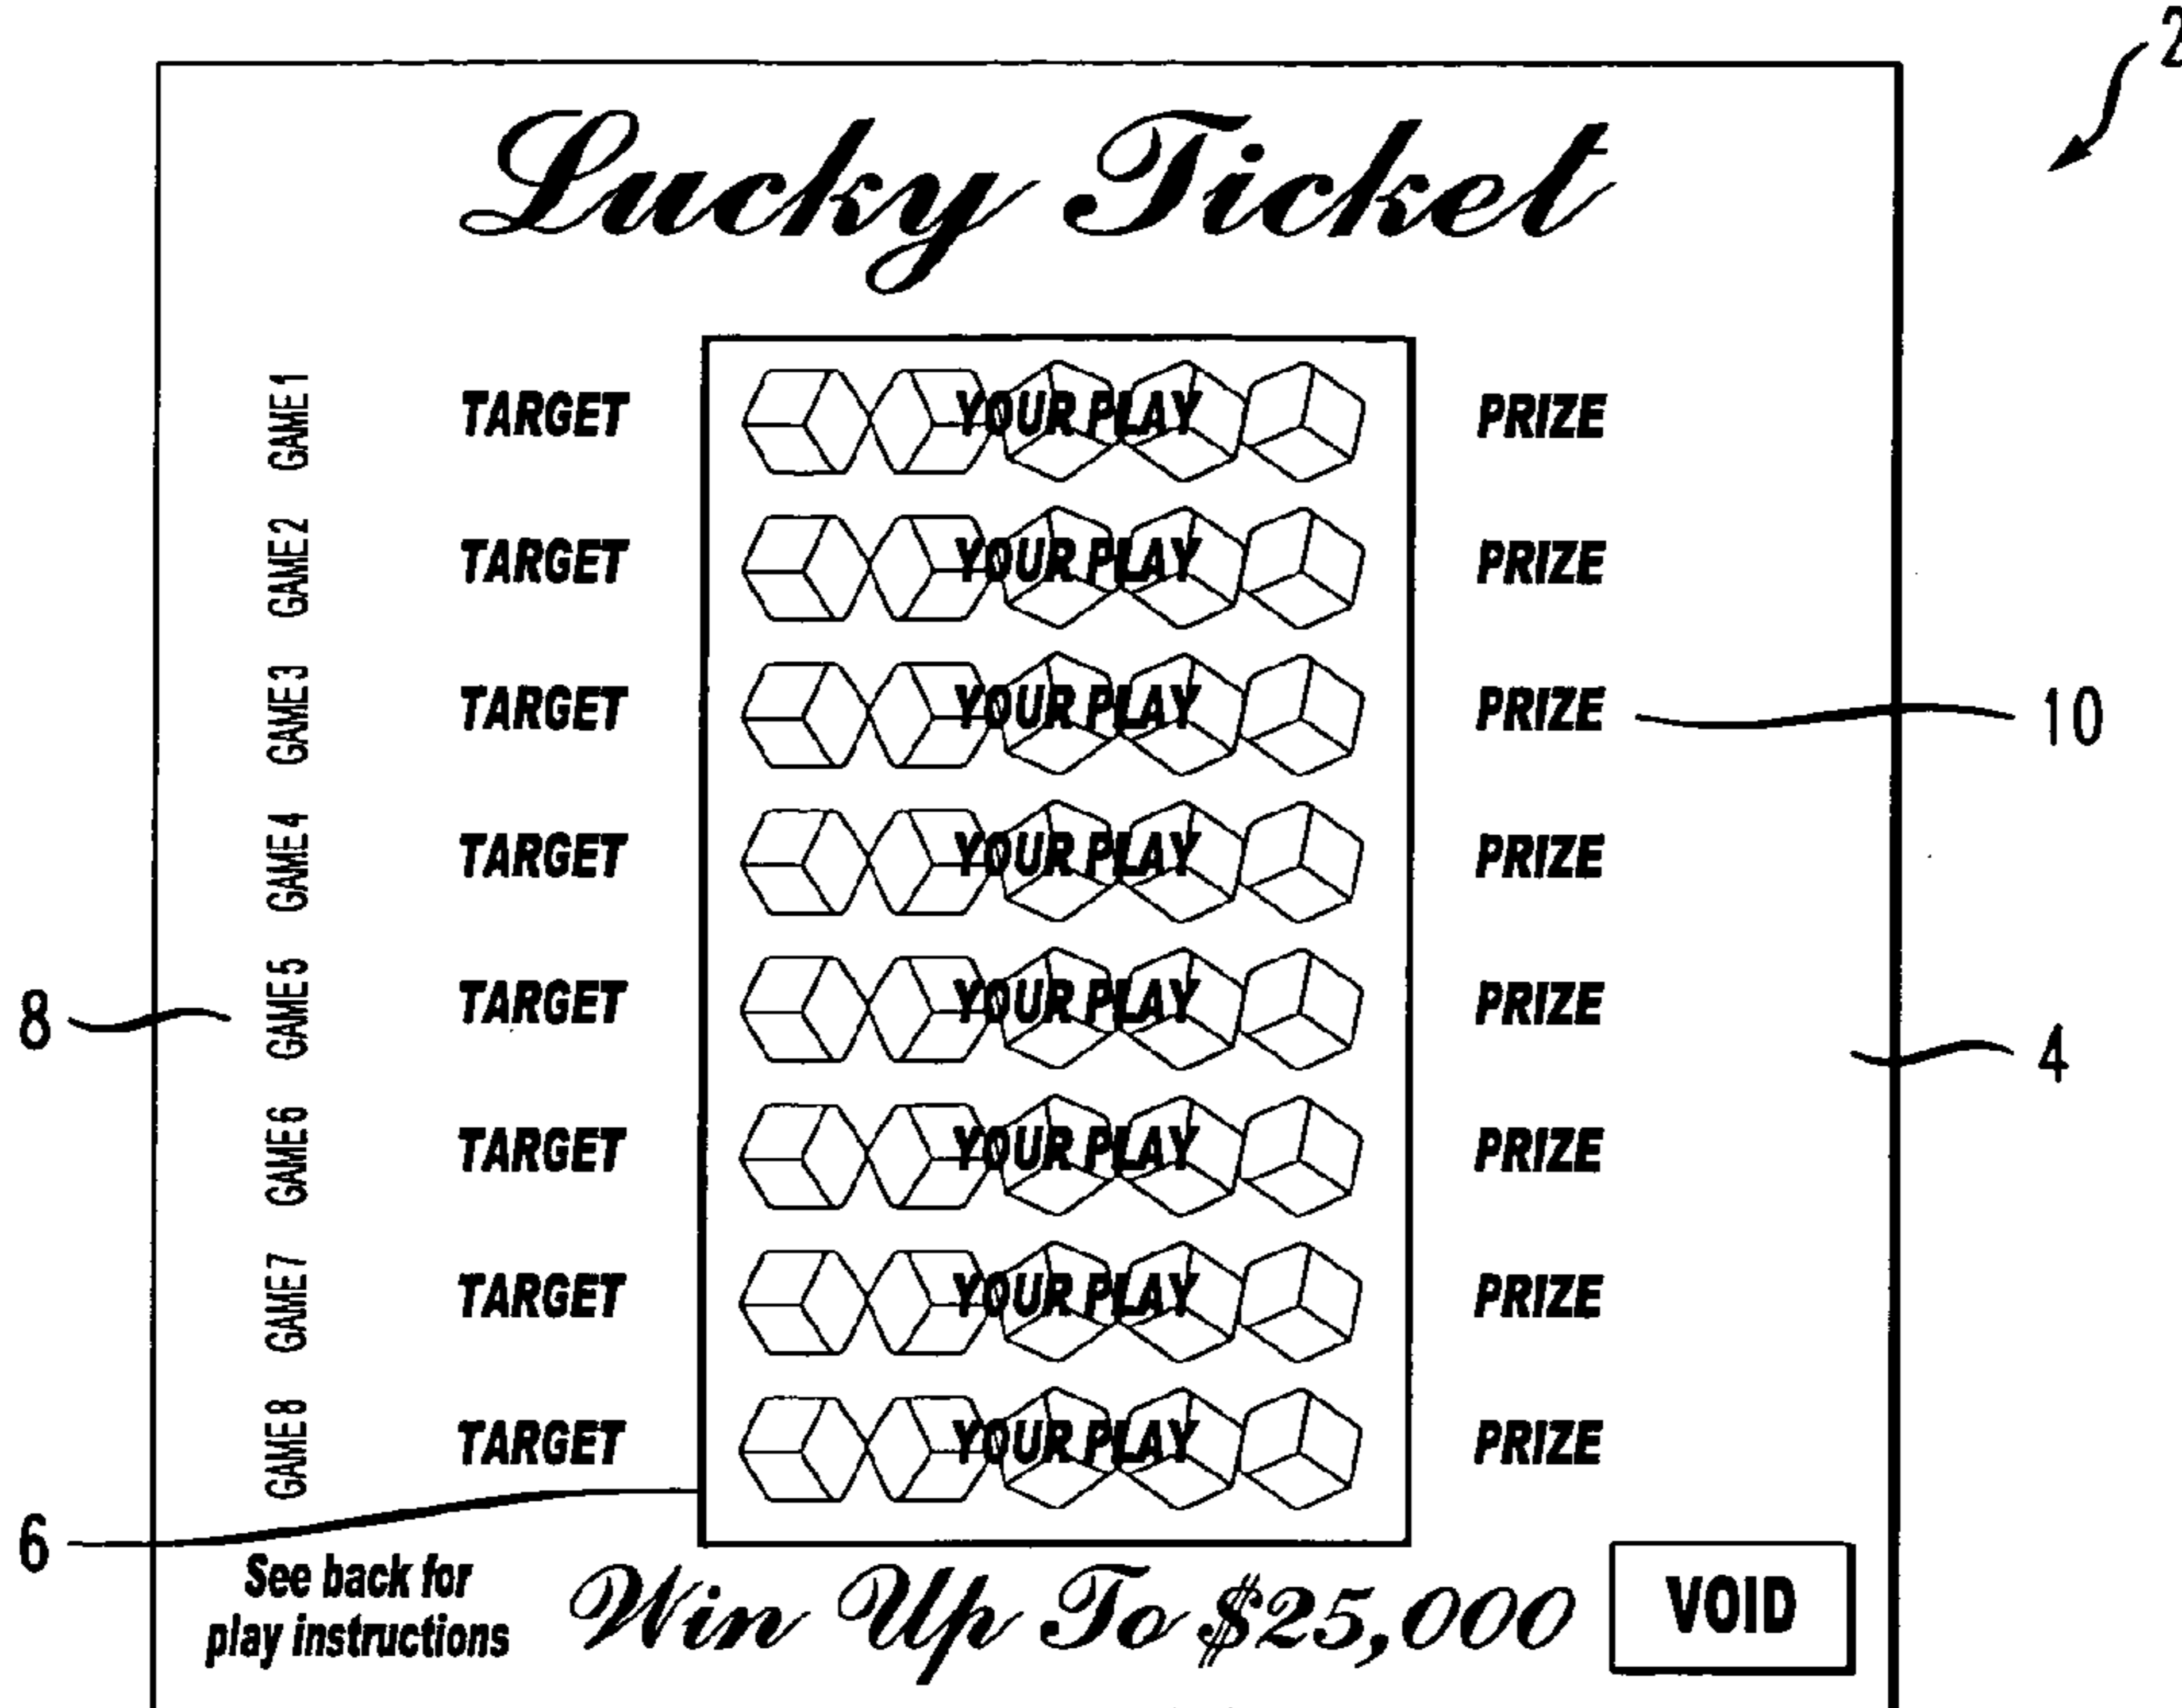 2
Lucky Ticket
GAME 1 TARGET YOUR PLAY PRIZE
GAME 2 TARGET YOUR PLAY PRIZE
GAME 3 TARGET YOUR PLAY PRIZE 10
GAME 4 TARGET YOUR PLAY PRIZE
8 GAME 5 TARGET YOUR PLAY PRIZE
4
GAME 6 TARGET YOUR PLAY PRIZE
GAME 7 TARGET YOUR PLAY PRIZE
GAME 8 TARGET YOUR PLAY PRIZE
6
See back for
play instructions
Win Up To $25,000
VOID